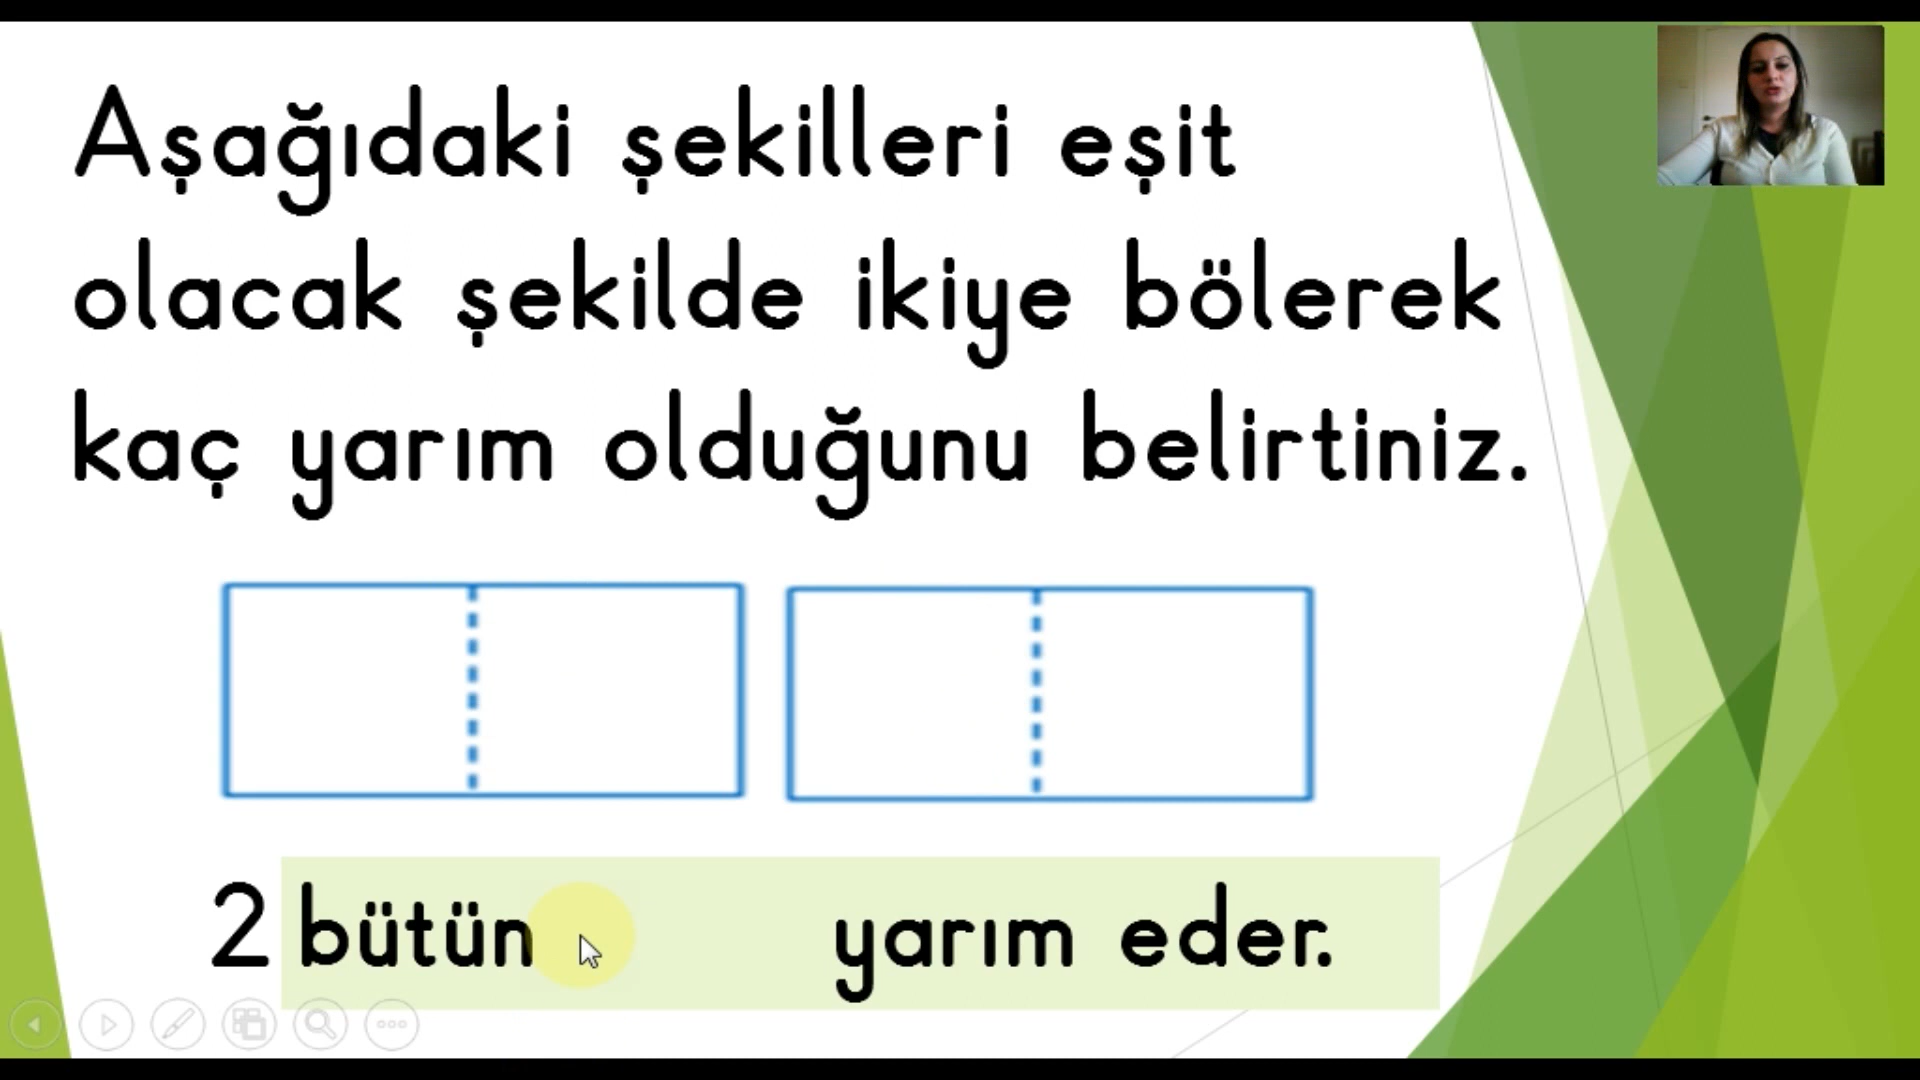 Aşağıdaki şekilleri eşit
olacak şekilde ikiye bölerek
kaç yarım olduğunu belirtiniz.
2 bütün yarım eder.